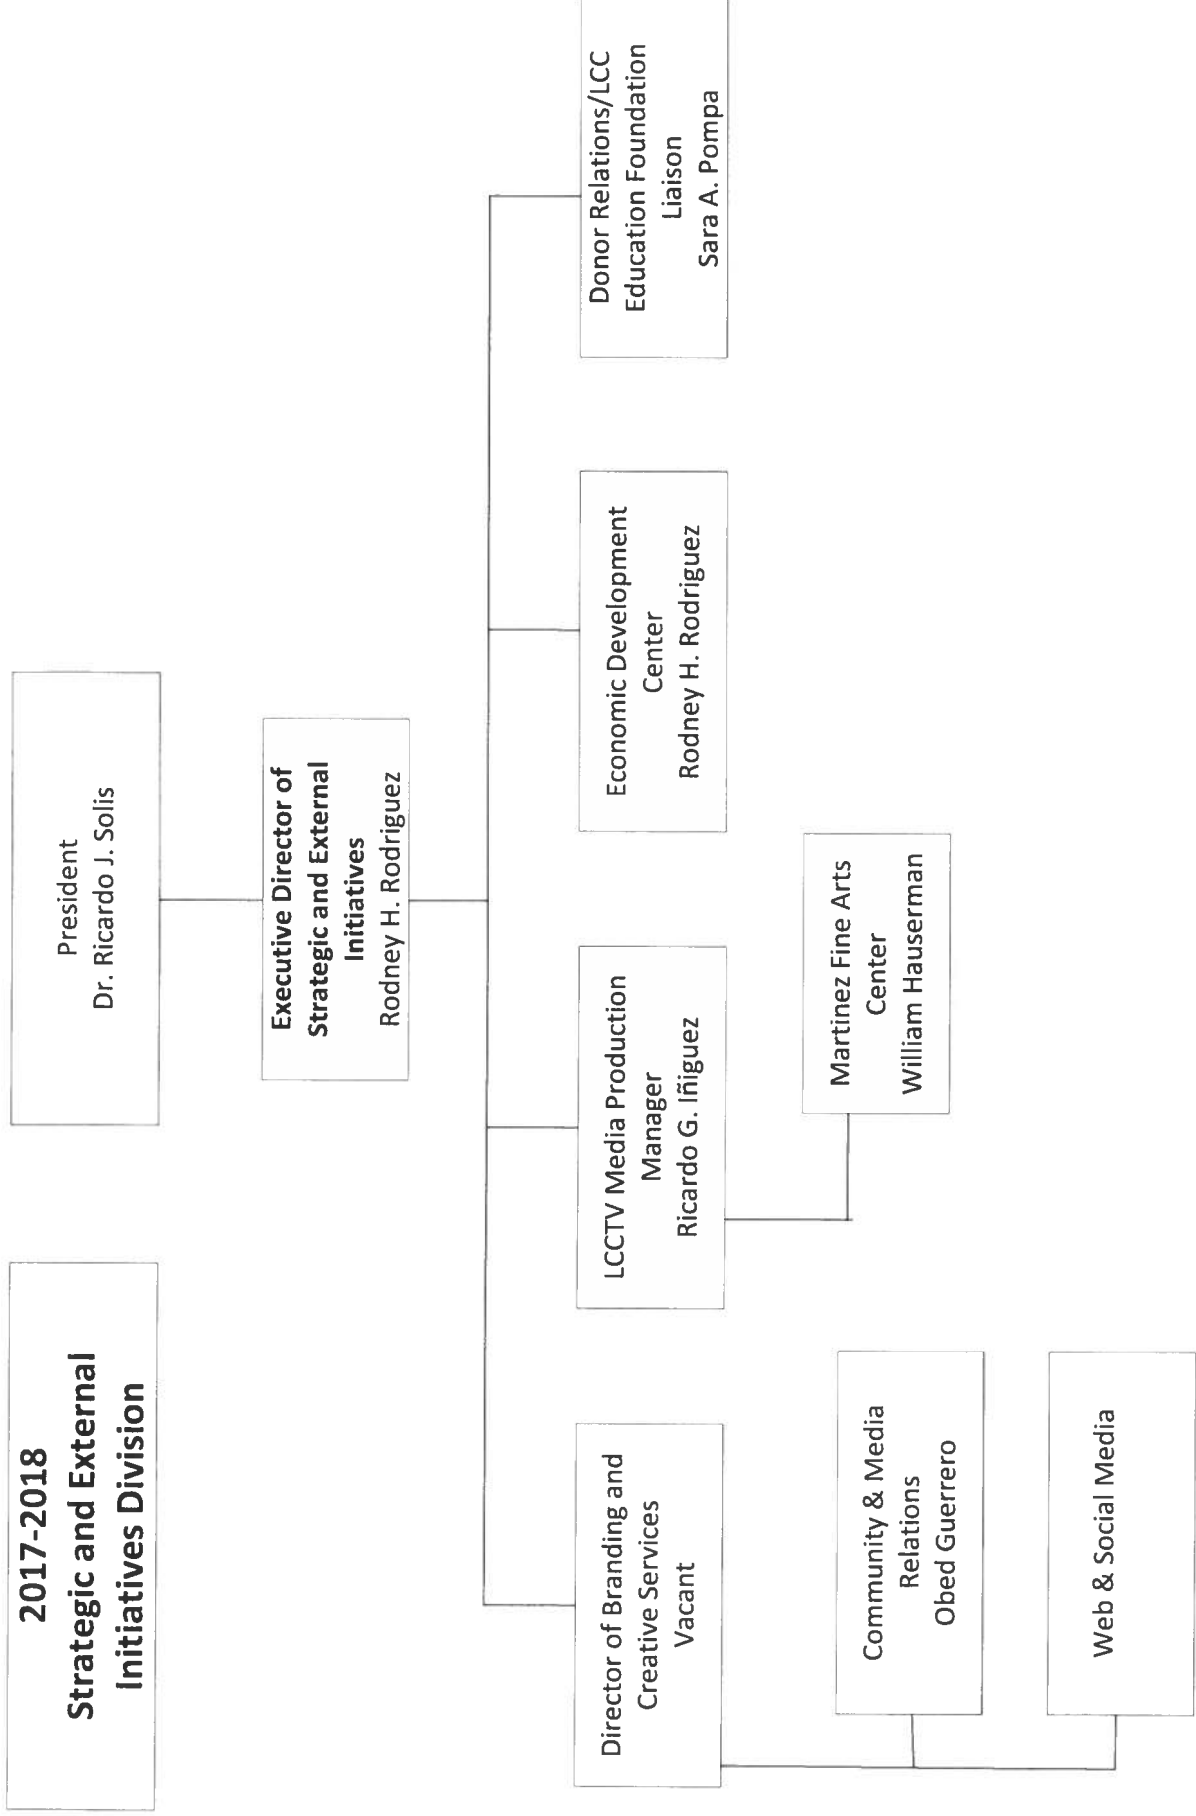 2017-2018
Strategic and External
Initiatives Division
President
Dr. Ricardo J. Solis
Executive Director of
Strategic and External
Initiatives
Rodney H. Rodriguez
Director of Branding and
Creative Services
Vacant
LCCTV Media Production
Manager
Ricardo G. Iñiguez
Economic Development
Center
Rodney H. Rodriguez
Donor Relations/LCC
Education Foundation
Liaison
Sara A. Pompa
Community & Media
Relations
Obed Guerrero
Martinez Fine Arts
Center
William Hauserman
Web & Social Media